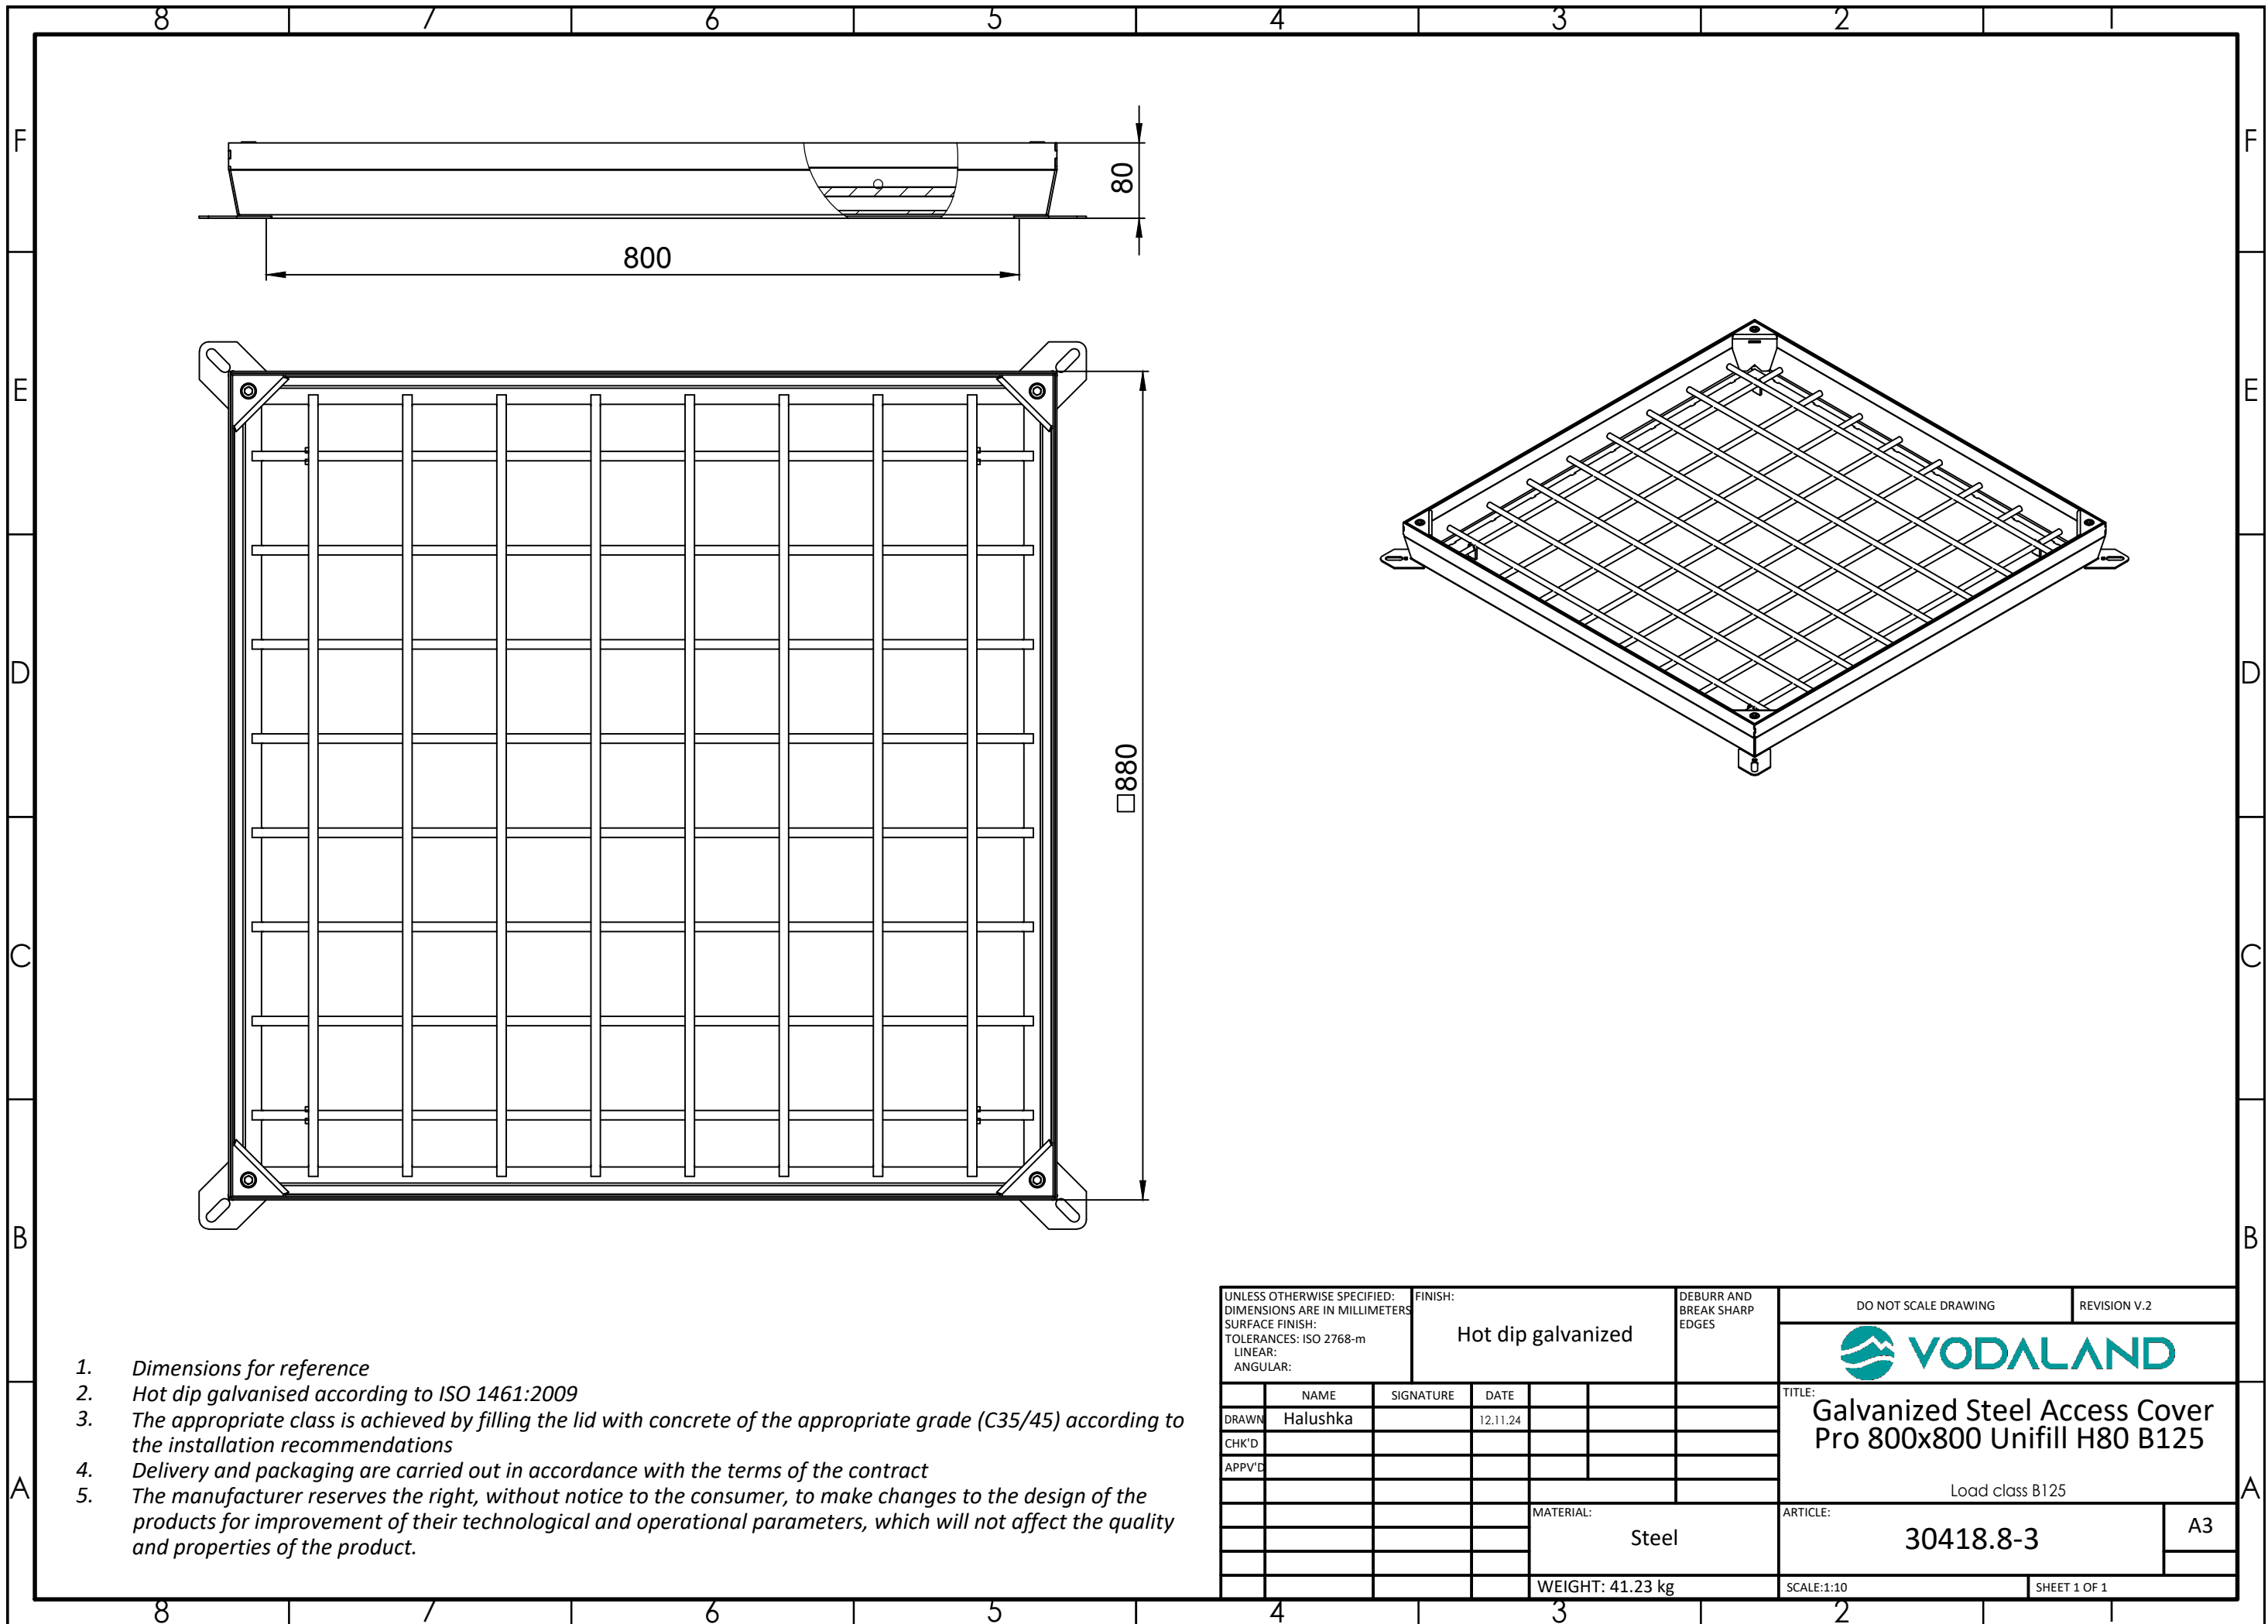 8 7 6 5 4 3 2 1
F F
E E
D D
C C
B B
A A
80
800
□880
1. Dimensions for reference
2. Hot dip galvanised according to ISO 1461:2009
3. The appropriate class is achieved by filling the lid with concrete of the appropriate grade (C35/45) according to
the installation recommendations
4. Delivery and packaging are carried out in accordance with the terms of the contract
5. The manufacturer reserves the right, without notice to the consumer, to make changes to the design of the
products for improvement of their technological and operational parameters, which will not affect the quality
and properties of the product.
UNLESS OTHERWISE SPECIFIED:
DIMENSIONS ARE IN MILLIMETERS
SURFACE FINISH:
TOLERANCES: ISO 2768-m
LINEAR:
ANGULAR:
FINISH:
Hot dip galvanized
DEBURR AND
BREAK SHARP
EDGES
DO NOT SCALE DRAWING
REVISION V.2
VODALAND
NAME SIGNATURE DATE
DRAWN Halushka 12.11.24
CHK'D
APPV'D
TITLE:
Galvanized Steel Access Cover
Pro 800x800 Unifill H80 B125
Load class B125
MATERIAL:
Steel
ARTICLE:
30418.8-3
A3
WEIGHT: 41.23 kg
SCALE:1:10
SHEET 1 OF 1
8 7 6 5 4 3 2